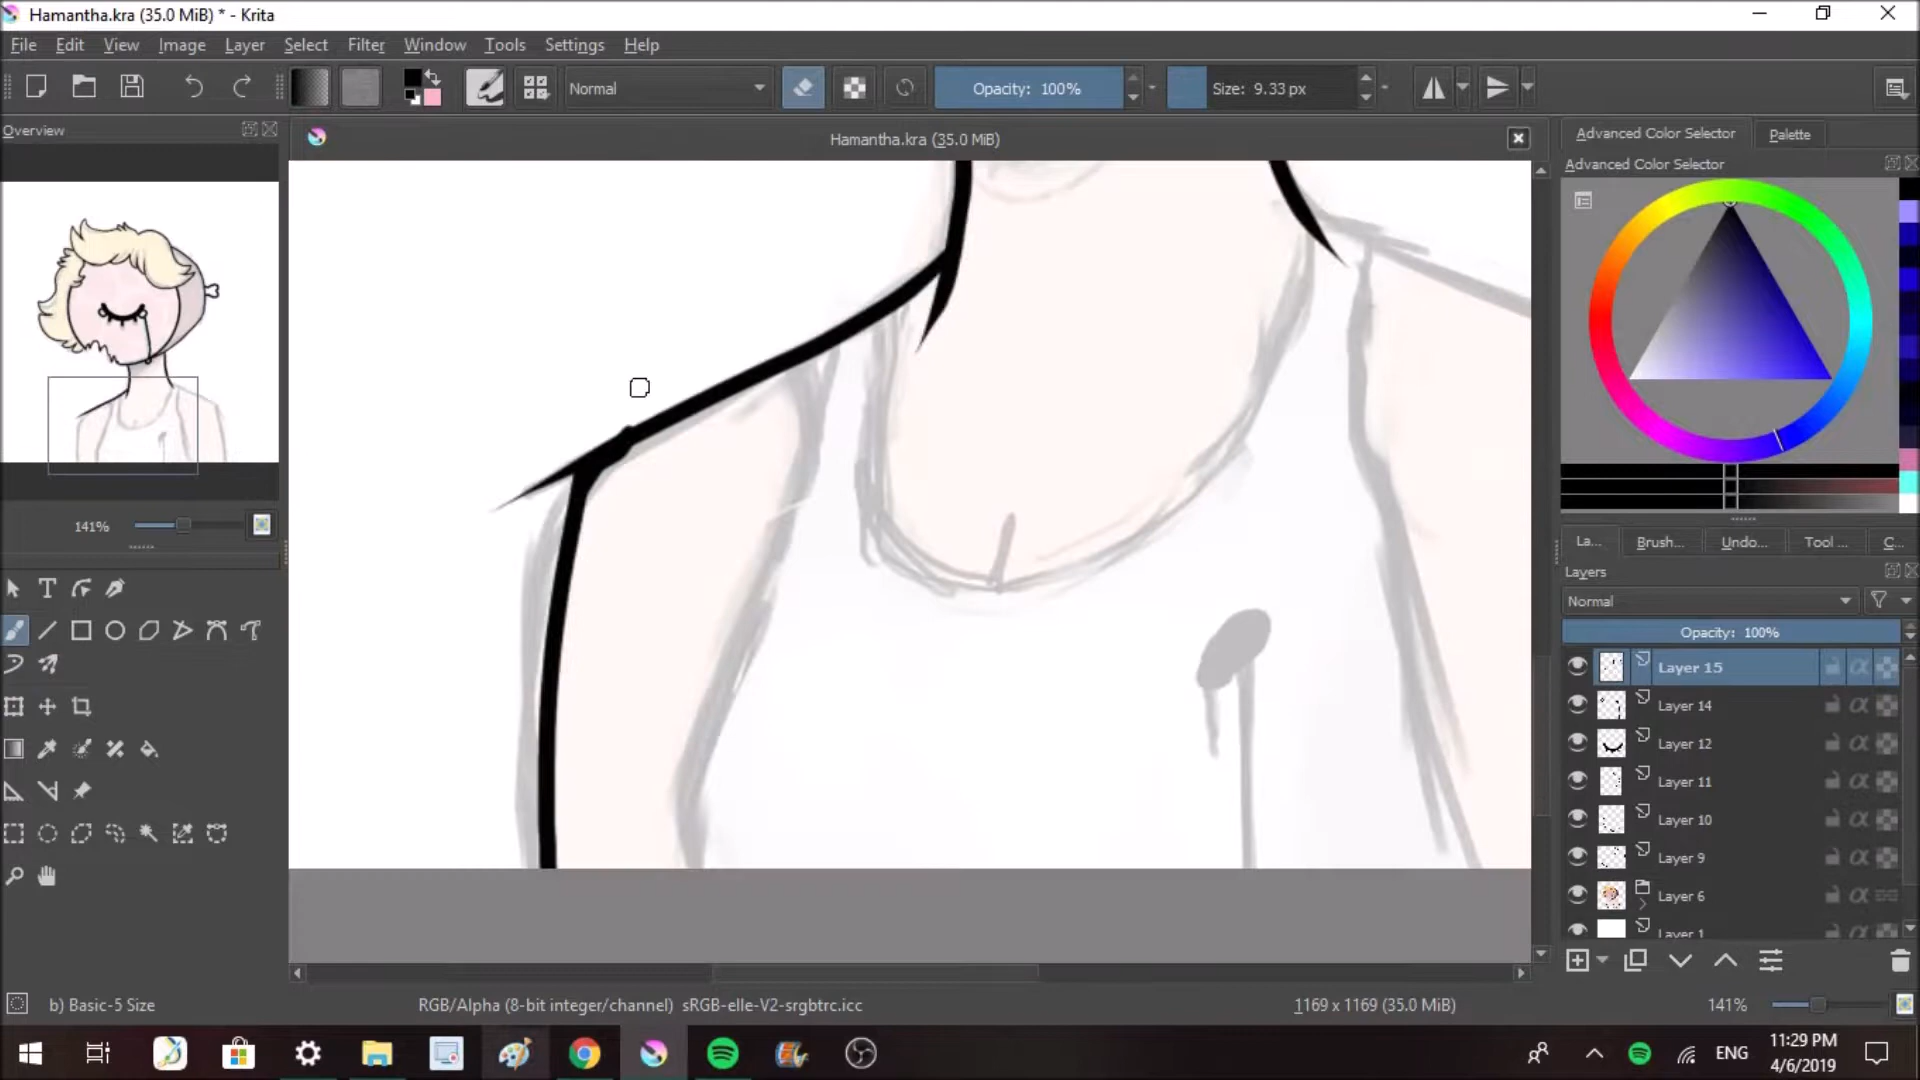 Hamantha.kra (35.0 MiB) * - Krita
File Edit View Image Layer Select Filter Window Tools Settings Help
Normal Opacity: 100% Size: 9.33 px
Overview
Hamantha.kra (35.0 MiB)
Advanced Color Selector Palette
Advanced Color Selector
141%
La... Brush... Undo... Tool ... C...
Layers
Normal
Opacity: 100%
Layer 15
Layer 14
Layer 12
Layer 11
Layer 10
Layer 9
Layer 6
Layer 1
b) Basic-5 Size RGB/Alpha (8-bit integer/channel) sRGB-elle-V2-srgbtrc.icc 1169 x 1169 (35.0 MiB) 141%
ENG
11:29 PM
4/6/2019